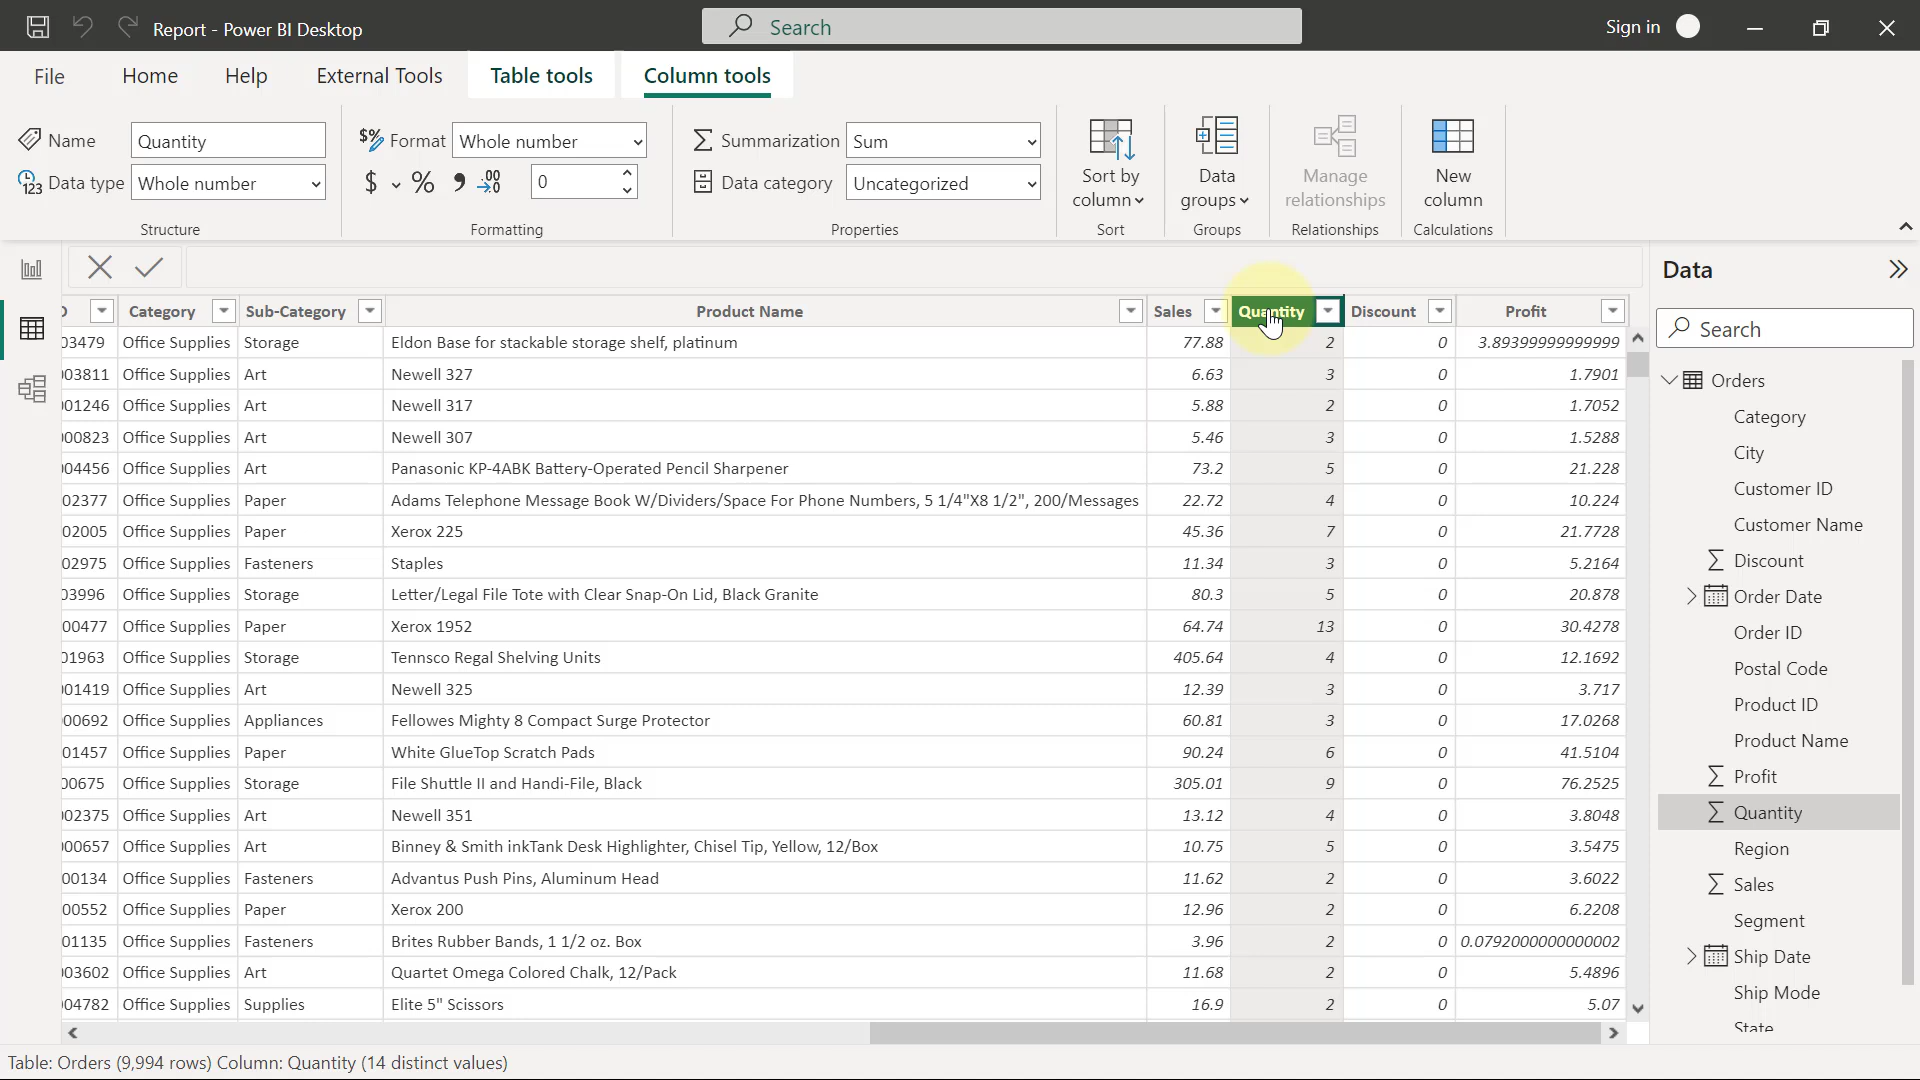 Report - Power BI Desktop
Search
Sign in
File
Home
Help
External Tools
Table tools
Column tools
Name
Quantity
Data type
Whole number
Structure
Format
Whole number
$
%
0
Formatting
Summarization
Sum
Data category
Uncategorized
Properties
Sort by
column
Sort
Data
groups
Groups
Manage
relationships
Relationships
New
column
Calculations
Category Sub-Category Product Name Sales Quantity Discount Profit
03479 Office Supplies Storage Eldon Base for stackable storage shelf, platinum 77.88 2 0 3.89399999999999
003811 Office Supplies Art Newell 327 6.63 3 0 1.7901
001246 Office Supplies Art Newell 317 5.88 2 0 1.7052
000823 Office Supplies Art Newell 307 5.46 3 0 1.5288
004456 Office Supplies Art Panasonic KP-4ABK Battery-Operated Pencil Sharpener 73.2 5 0 21.228
02377 Office Supplies Paper Adams Telephone Message Book W/Dividers/Space For Phone Numbers, 5 1/4"X8 1/2", 200/Messages 22.72 4 0 10.224
02005 Office Supplies Paper Xerox 225 45.36 7 0 21.7728
02975 Office Supplies Fasteners Staples 11.34 3 0 5.2164
03996 Office Supplies Storage Letter/Legal File Tote with Clear Snap-On Lid, Black Granite 80.3 5 0 20.878
00477 Office Supplies Paper Xerox 1952 64.74 13 0 30.4278
01963 Office Supplies Storage Tennsco Regal Shelving Units 405.64 4 0 12.1692
001419 Office Supplies Art Newell 325 12.39 3 0 3.717
000692 Office Supplies Appliances Fellowes Mighty 8 Compact Surge Protector 60.81 3 0 17.0268
01457 Office Supplies Paper White GlueTop Scratch Pads 90.24 6 0 41.5104
00675 Office Supplies Storage File Shuttle II and Handi-File, Black 305.01 9 0 76.2525
002375 Office Supplies Art Newell 351 13.12 4 0 3.8048
000657 Office Supplies Art Binney & Smith inkTank Desk Highlighter, Chisel Tip, Yellow, 12/Box 10.75 5 0 3.5475
00134 Office Supplies Fasteners Advantus Push Pins, Aluminum Head 11.62 2 0 3.6022
00552 Office Supplies Paper Xerox 200 12.96 2 0 6.2208
01135 Office Supplies Fasteners Brites Rubber Bands, 1 1/2 oz. Box 3.96 2 0 0.0792000000000002
003602 Office Supplies Art Quartet Omega Colored Chalk, 12/Pack 11.68 2 0 5.4896
004782 Office Supplies Supplies Elite 5" Scissors 16.9 2 0 5.07
Data
Search
Orders
Category
City
Customer ID
Customer Name
Discount
Order Date
Order ID
Postal Code
Product ID
Product Name
Profit
Quantity
Region
Sales
Segment
Ship Date
Ship Mode
State
Table: Orders (9,994 rows) Column: Quantity (14 distinct values)